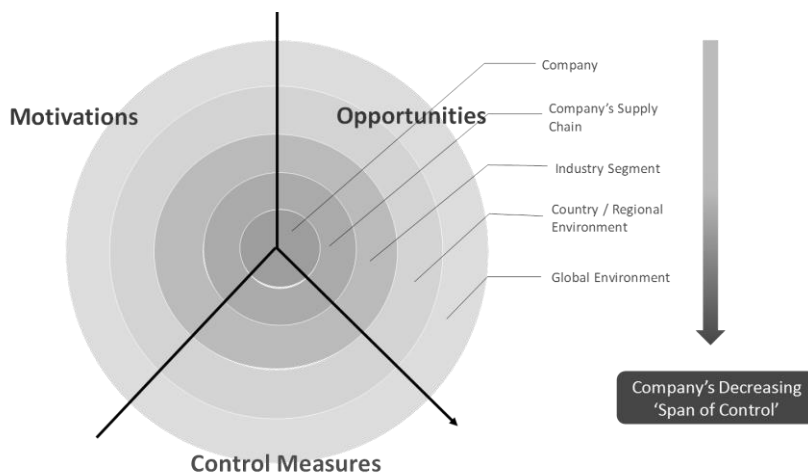 Motivations
Opportunities
Control Measures
Company
Company’s Supply
Chain
Industry Segment
Country / Regional
Environment
Global Environment
Company’s Decreasing
‘Span of Control’